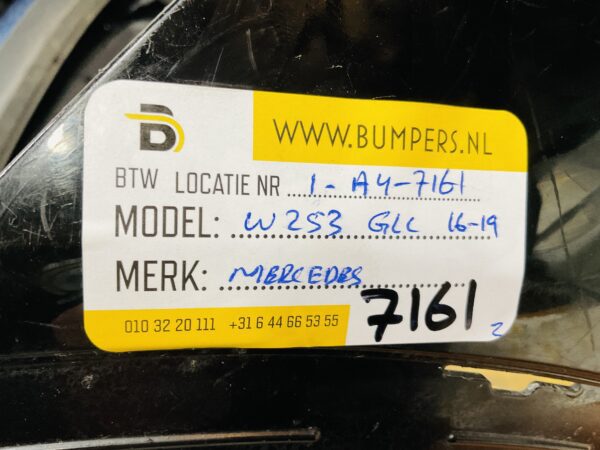 B
WWW.BUMPERS.NL
BTW LOCATIE NR 1-A4-7161
MODEL: W253 GLC 16-19
MERK: MERCEDES
010 32 20 111 +31 6 44 66 53 55
7161
2